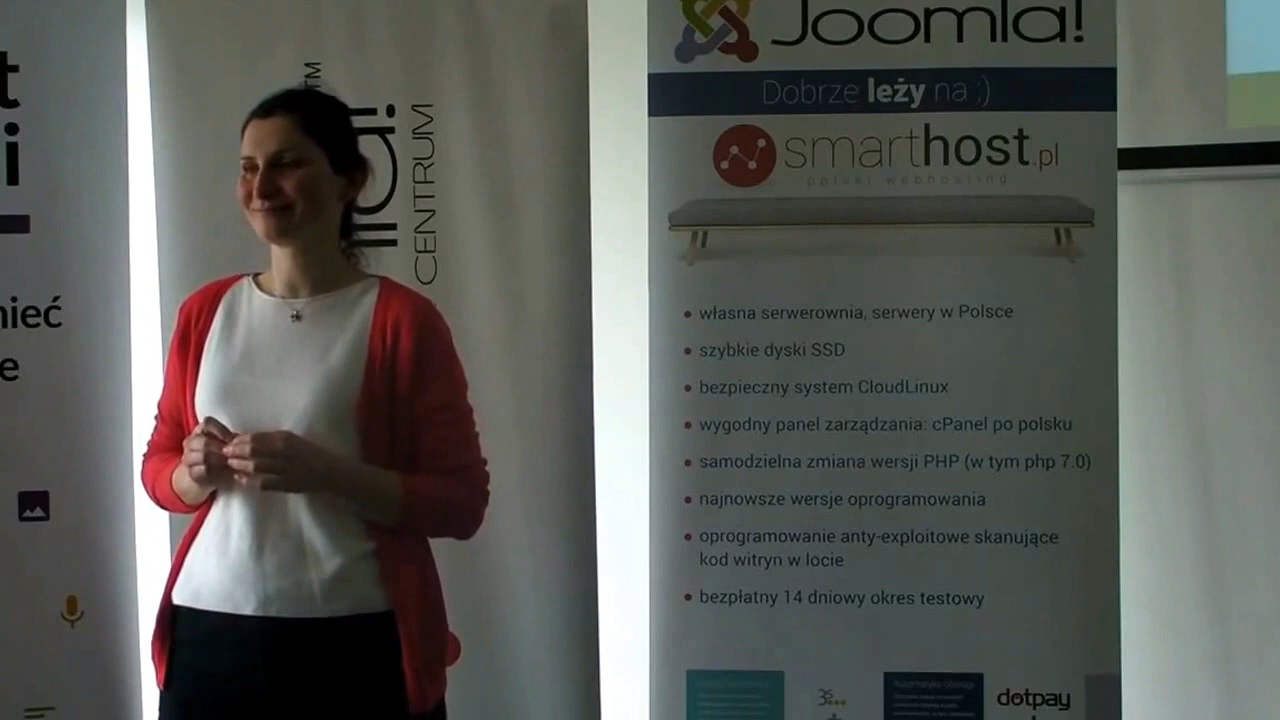 t
i
nieć
e
TM
CENTRUM
Joomla!
Dobrze leży na ;)
smarthost.pl
polski webhosting
własna serwerownia, serwery w Polsce
szybkie dyski SSD
bezpieczny system CloudLinux
wygodny panel zarządzania: cPanel po polsku
samodzielna zmiana wersji PHP (w tym php 7.0)
najnowsze wersje oprogramowania
oprogramowanie anty-exploitowe skanujące
kod witryn w locie
bezpłatny 14 dniowy okres testowy
dotpay